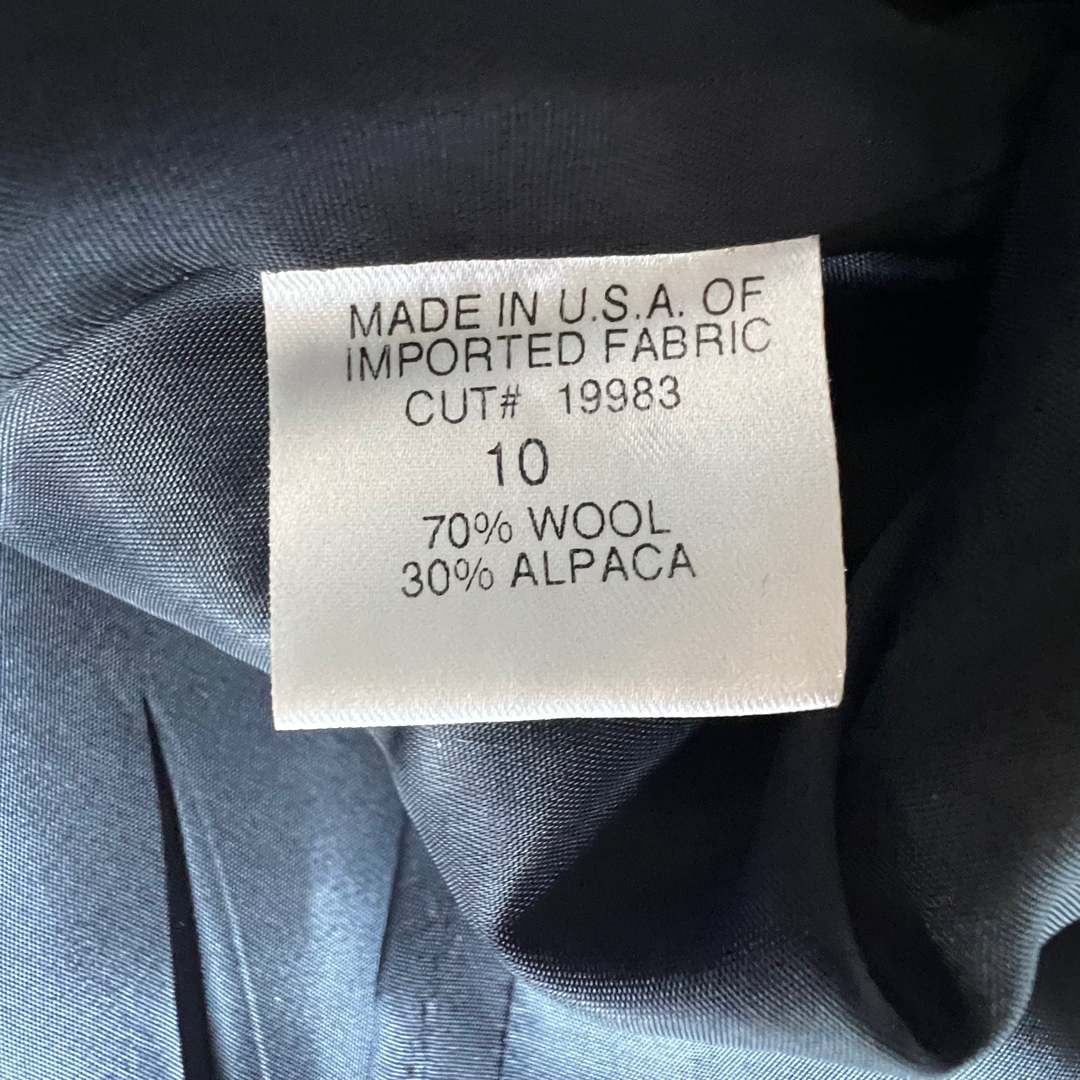 MADE IN U.S.A. OF
IMPORTED FABRIC
CUT# 19983
10
70% WOOL
30% ALPACA